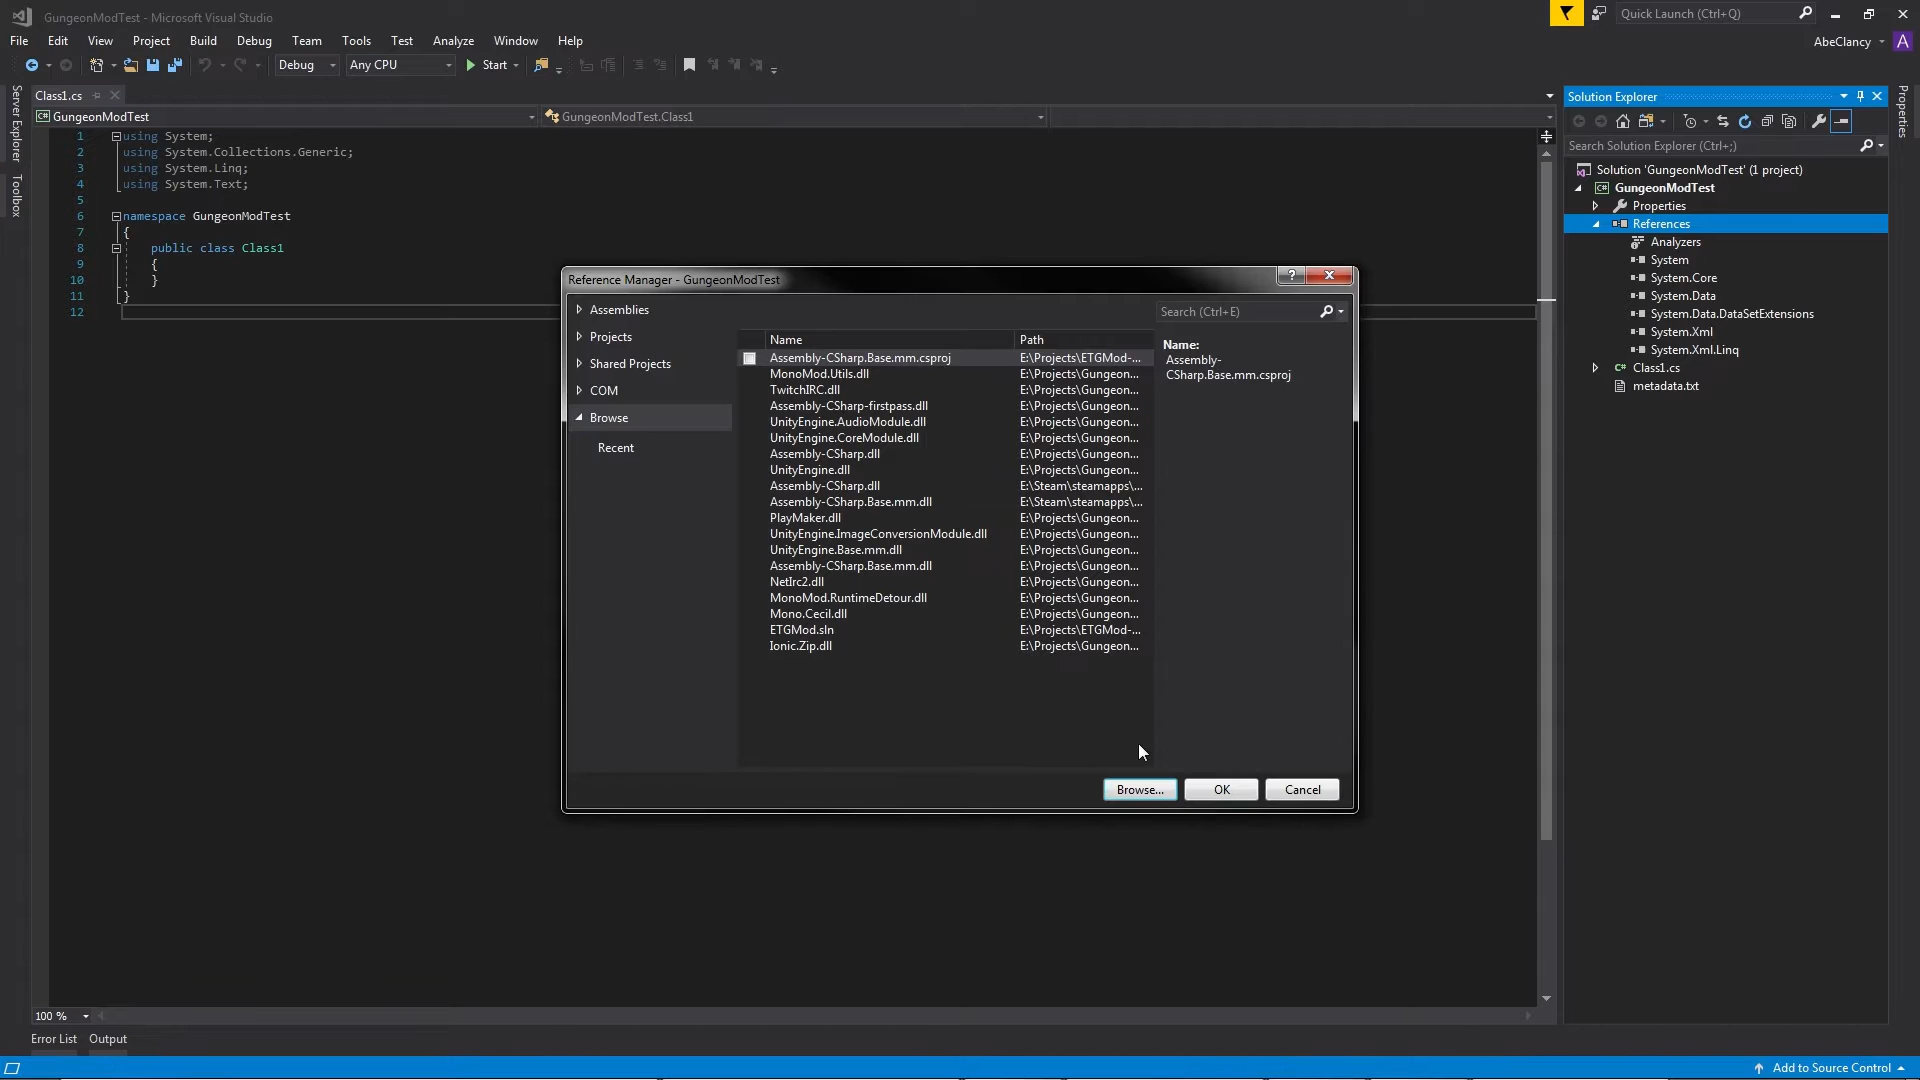 GungeonModTest - Microsoft Visual Studio
Quick Launch (Ctrl+Q)
File Edit View Project Build Debug Team Tools Test Analyze Window Help
AbeClancy A
Debug Any CPU Start
Server Explorer
Toolbox
Class1.cs
GungeonModTest
GungeonModTest.Class1
1 using System;
2 using System.Collections.Generic;
3 using System.Linq;
4 using System.Text;
5
6 namespace GungeonModTest
7 {
8 public class Class1
9 {
10 }
11 }
12
Reference Manager - GungeonModTest
Assemblies
Projects
Shared Projects
COM
Browse
Recent
Search (Ctrl+E)
Name Path
Assembly-CSharp.Base.mm.csproj E:\Projects\ETGMod-...
MonoMod.Utils.dll E:\Projects\Gungeon...
TwitchIRC.dll E:\Projects\Gungeon...
Assembly-CSharp-firstpass.dll E:\Projects\Gungeon...
UnityEngine.AudioModule.dll E:\Projects\Gungeon...
UnityEngine.CoreModule.dll E:\Projects\Gungeon...
Assembly-CSharp.dll E:\Projects\Gungeon...
UnityEngine.dll E:\Projects\Gungeon...
Assembly-CSharp.dll E:\Steam\steamapps\...
Assembly-CSharp.Base.mm.dll E:\Steam\steamapps\...
PlayMaker.dll E:\Projects\Gungeon...
UnityEngine.ImageConversionModule.dll E:\Projects\Gungeon...
UnityEngine.Base.mm.dll E:\Projects\Gungeon...
Assembly-CSharp.Base.mm.dll E:\Projects\Gungeon...
NetIrc2.dll E:\Projects\Gungeon...
MonoMod.RuntimeDetour.dll E:\Projects\Gungeon...
Mono.Cecil.dll E:\Projects\Gungeon...
ETGMod.sln E:\Projects\ETGMod-...
Ionic.Zip.dll E:\Projects\Gungeon...
Name:
Assembly-
CSharp.Base.mm.csproj
Browse... OK Cancel
Solution Explorer
Search Solution Explorer (Ctrl+;)
Solution 'GungeonModTest' (1 project)
GungeonModTest
Properties
References
Analyzers
System
System.Core
System.Data
System.Data.DataSetExtensions
System.Xml
System.Xml.Linq
Class1.cs
metadata.txt
Properties
100 %
Error List Output
Add to Source Control